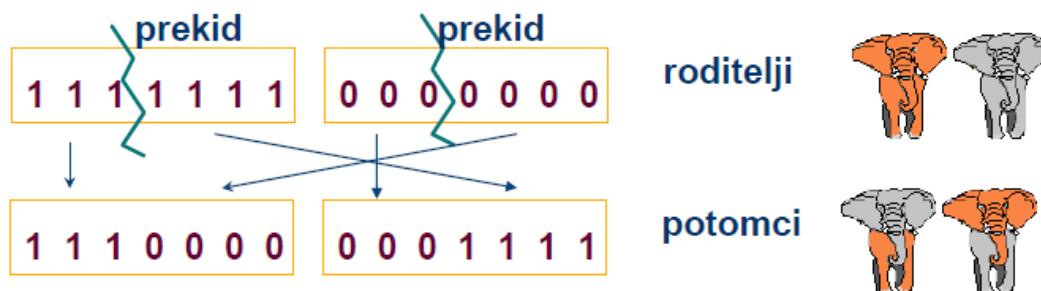 prekid prekid
1 1 1 1 1 1 1 0 0 0 0 0 0 0 roditelji
1 1 1 0 0 0 0 0 0 0 1 1 1 1 potomci